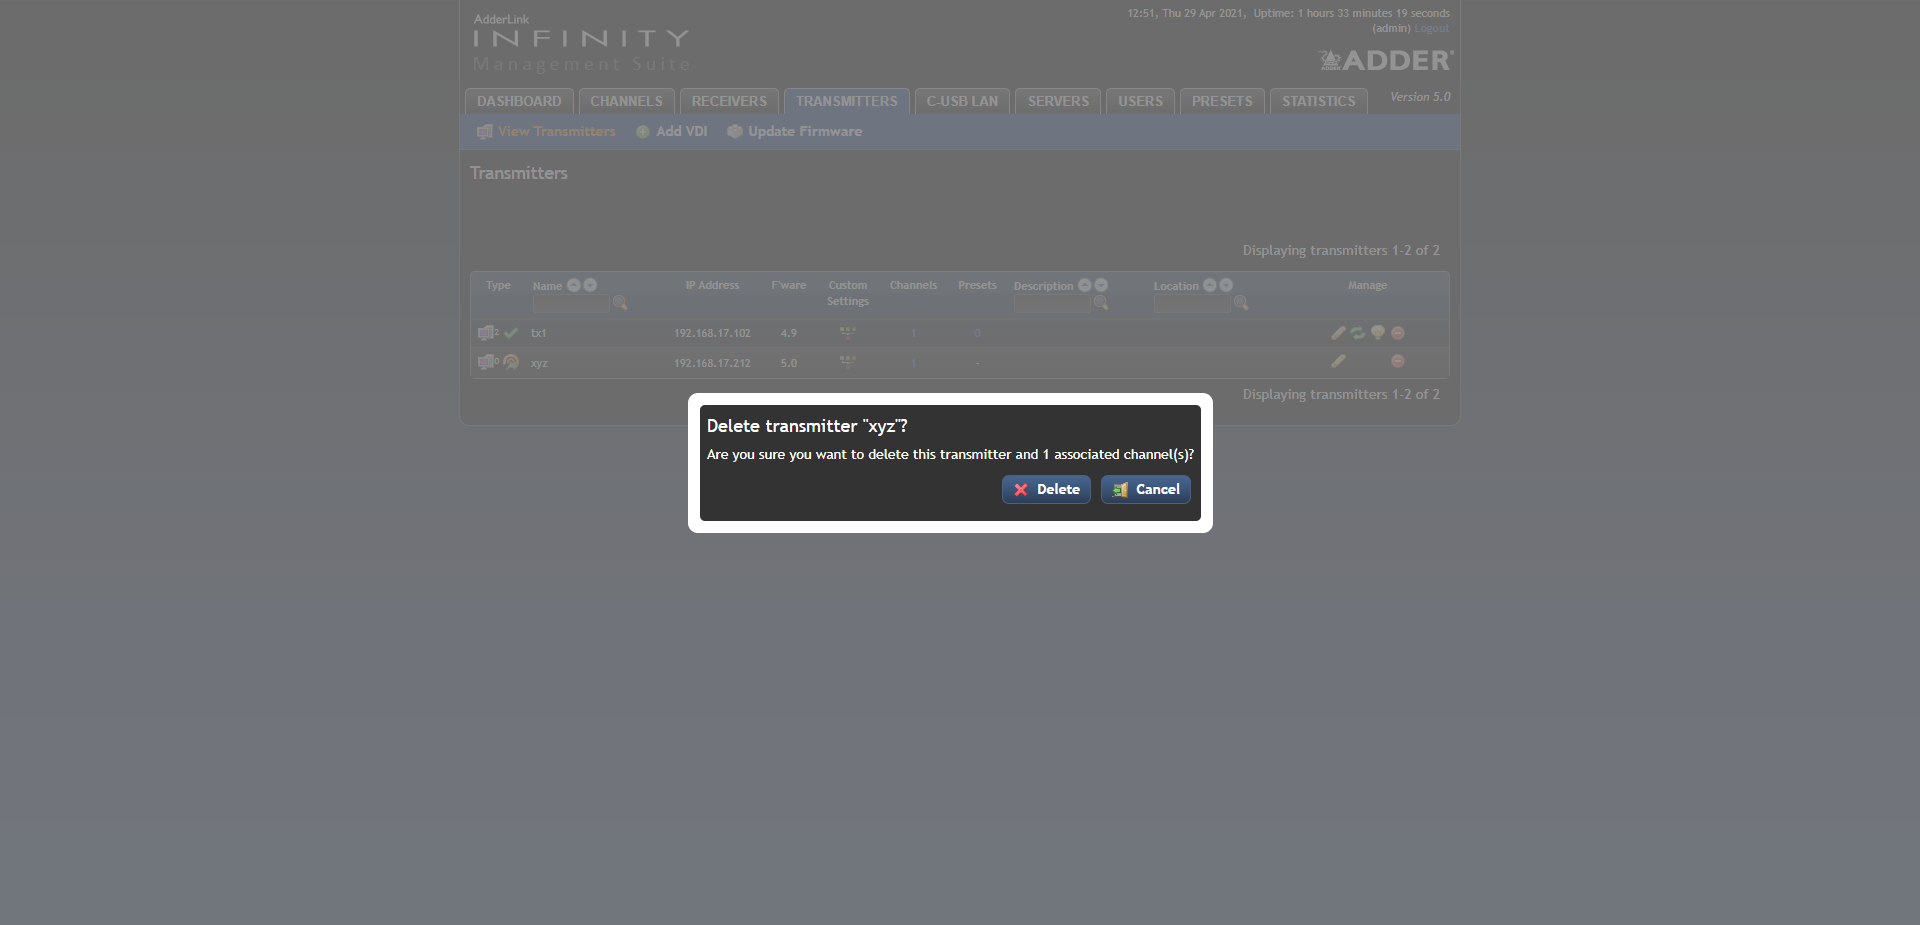 AdderLink
INFINITY
Management Suite
12:51, Thu 29 Apr 2021, Uptime: 1 hours 33 minutes 19 seconds
(admin) Logout
ADDER
DASHBOARD CHANNELS RECEIVERS TRANSMITTERS C-USB LAN SERVERS USERS PRESETS STATISTICS Version 5.0
View Transmitters Add VDI Update Firmware
Transmitters
Displaying transmitters 1-2 of 2
Type Name IP Address F'ware Custom Settings Channels Presets Description Location Manage
2 tx1 192.168.17.102 4.9 1 0
0 xyz 192.168.17.212 5.0 1 -
Displaying transmitters 1-2 of 2
Delete transmitter "xyz"?
Are you sure you want to delete this transmitter and 1 associated channel(s)?
Delete Cancel